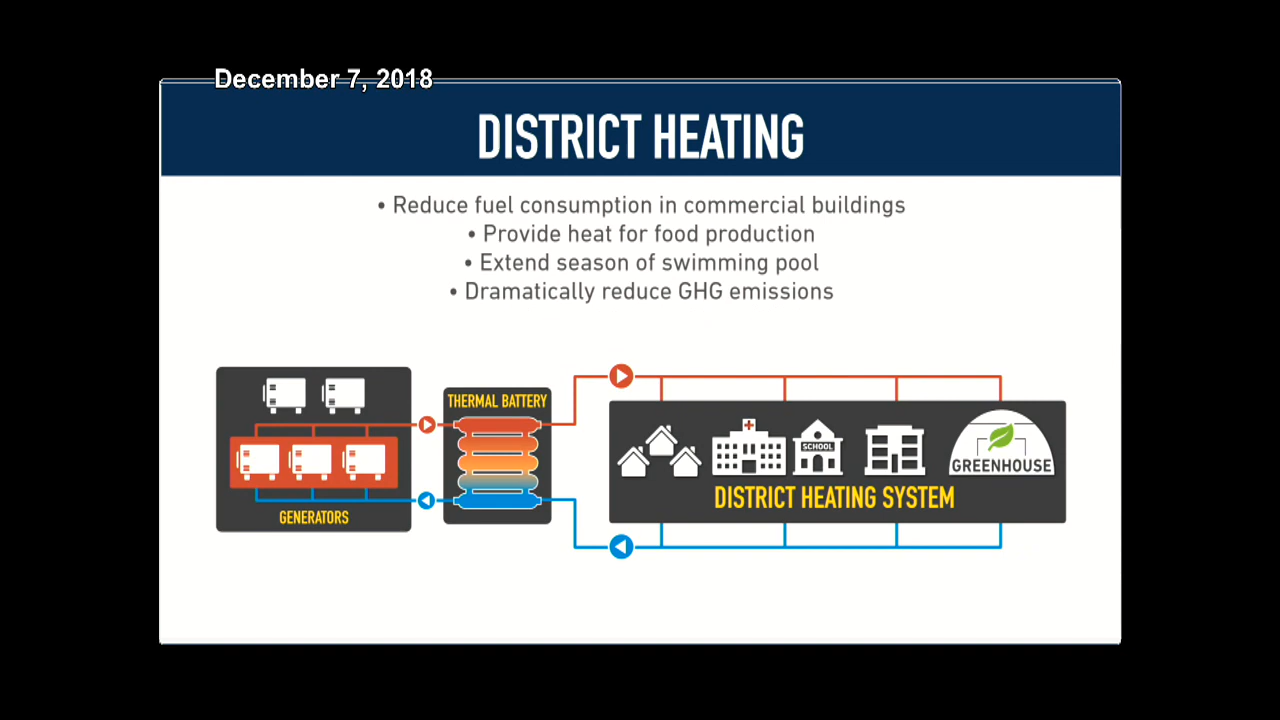 December 7, 2018
DISTRICT HEATING
• Reduce fuel consumption in commercial buildings
• Provide heat for food production
• Extend season of swimming pool
• Dramatically reduce GHG emissions
THERMAL BATTERY
SCHOOL
GREENHOUSE
DISTRICT HEATING SYSTEM
GENERATORS